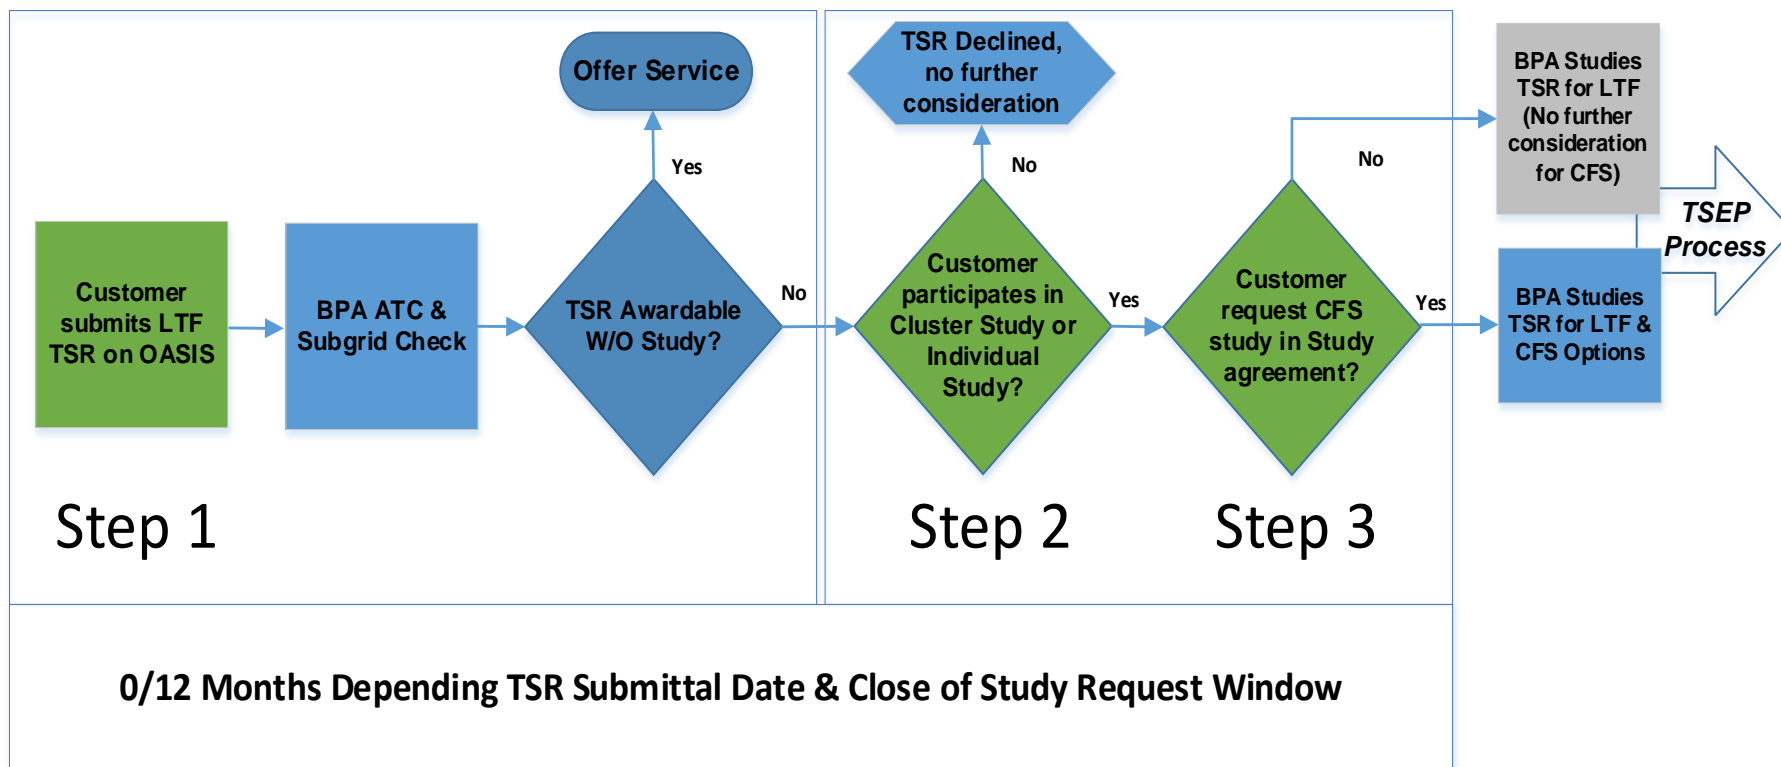 Customer
submits LTF
TSR on OASIS
BPA ATC &
Subgrid Check
TSR Awardable
W/O Study?
Yes
Offer Service
No
Step 1
Customer
participates in
Cluster Study or
Individual
Study?
No
TSR Declined,
no further
consideration
Yes
Step 2
Customer
request CFS
study in Study
agreement?
No
Yes
Step 3
BPA Studies
TSR for LTF
(No further
consideration
for CFS)
BPA Studies
TSR for LTF &
CFS Options
TSEP
Process
0/12 Months Depending TSR Submittal Date & Close of Study Request Window